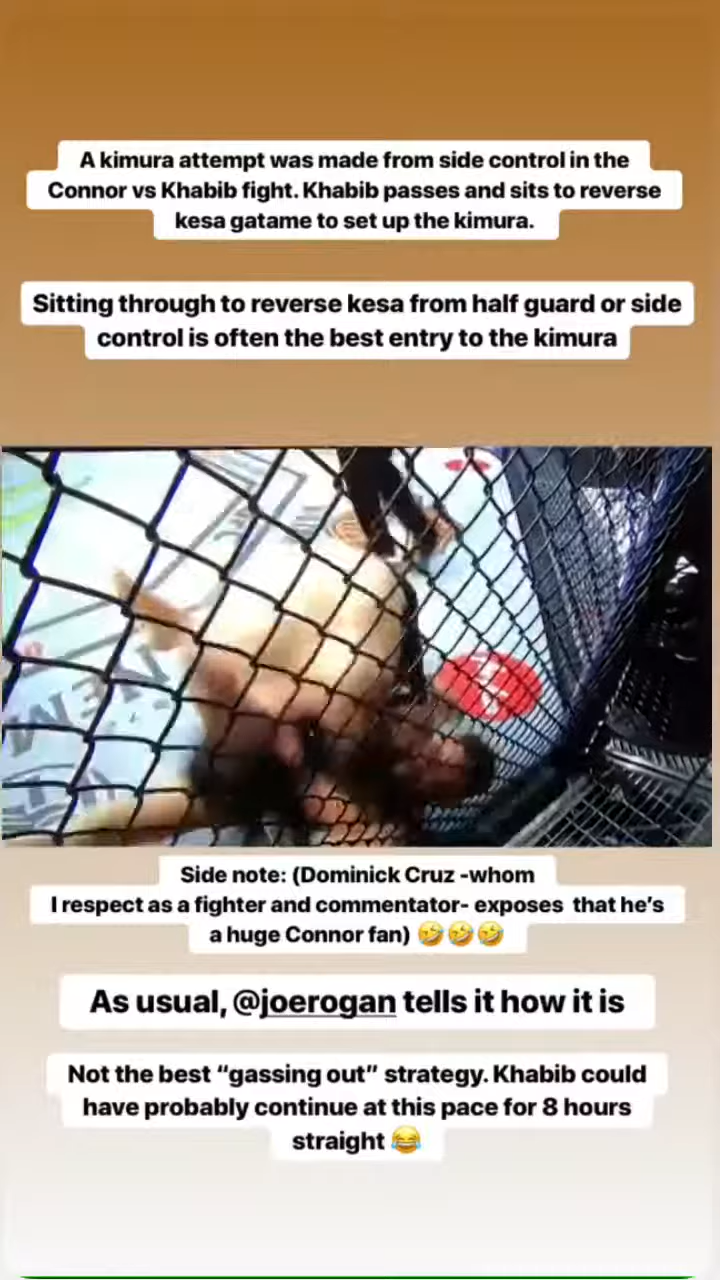 A kimura attempt was made from side control in the
Connor vs Khabib fight. Khabib passes and sits to reverse
kesa gatame to set up the kimura.
Sitting through to reverse kesa from half guard or side
control is often the best entry to the kimura
Side note: (Dominick Cruz -whom
I respect as a fighter and commentator- exposes that he's
a huge Connor fan) 🤣🤣🤣
As usual, @joerogan tells it how it is
Not the best “gassing out” strategy. Khabib could
have probably continue at this pace for 8 hours
straight 😂